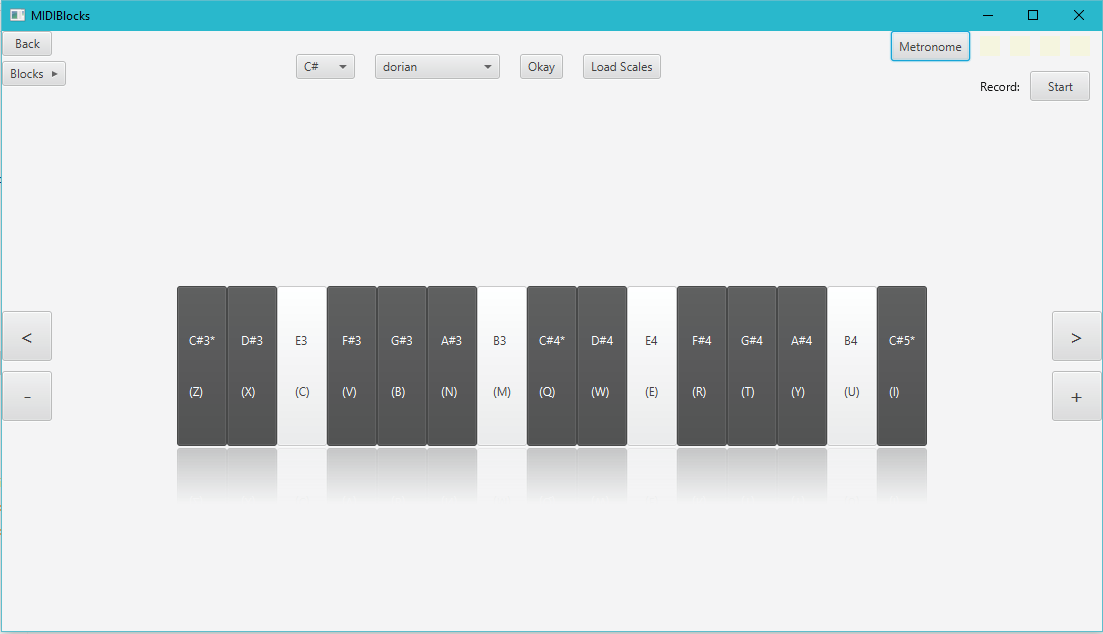 MIDIBlocks
Back
Metronome
Blocks
C#
dorian
Okay
Load Scales
Record:
Start
C#3* D#3 E3 F#3 G#3 A#3 B3 C#4* D#4 E4 F#4 G#4 A#4 B4 C#5*
< >
(Z) (X) (C) (V) (B) (N) (M) (Q) (W) (E) (R) (T) (Y) (U) (I)
- +